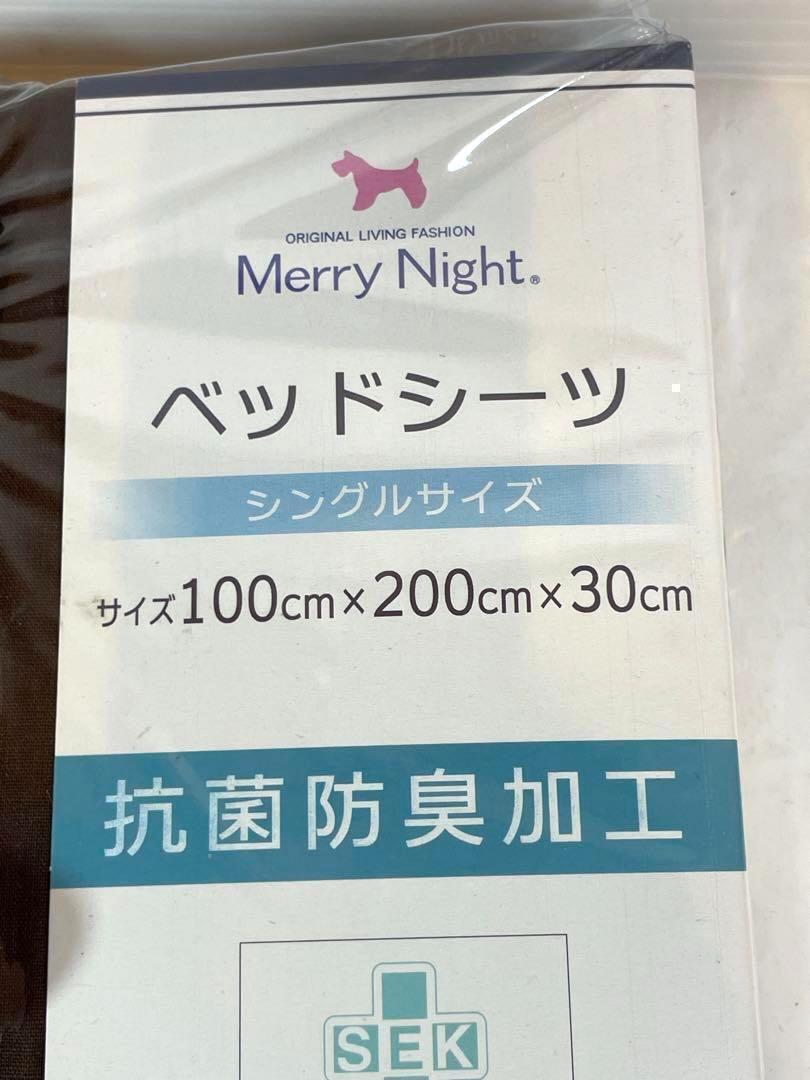 ORIGINAL LIVING FASHION
Merry Night®
ベッドシーツ
シングルサイズ
サイズ100cm×200cm×30cm
抗菌防臭加工
SEK